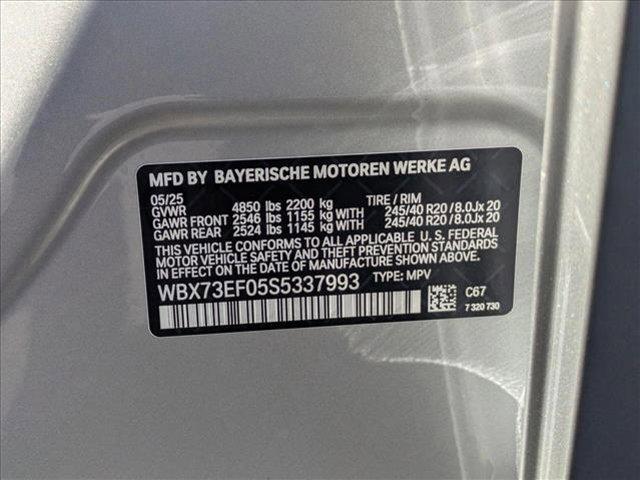 MFD BY BAYERISCHE MOTOREN WERKE AG
05/25
GVWR 4850 lbs 2200 kg TIRE / RIM
GAWR FRONT 2546 lbs 1155 kg WITH 245/40 R20 / 8.0Jx 20
GAWR REAR 2524 lbs 1145 kg WITH 245/40 R20 / 8.0Jx 20
THIS VEHICLE CONFORMS TO ALL APPLICABLE U. S. FEDERAL
MOTOR VEHICLE SAFETY, BUMPER, AND THEFT PREVENTION
STANDARDS IN EFFECT ON THE DATE OF MANUFACTURE SHOWN ABOVE.
WBX73EF05S5337993 TYPE: MPV
C67
7 320 730